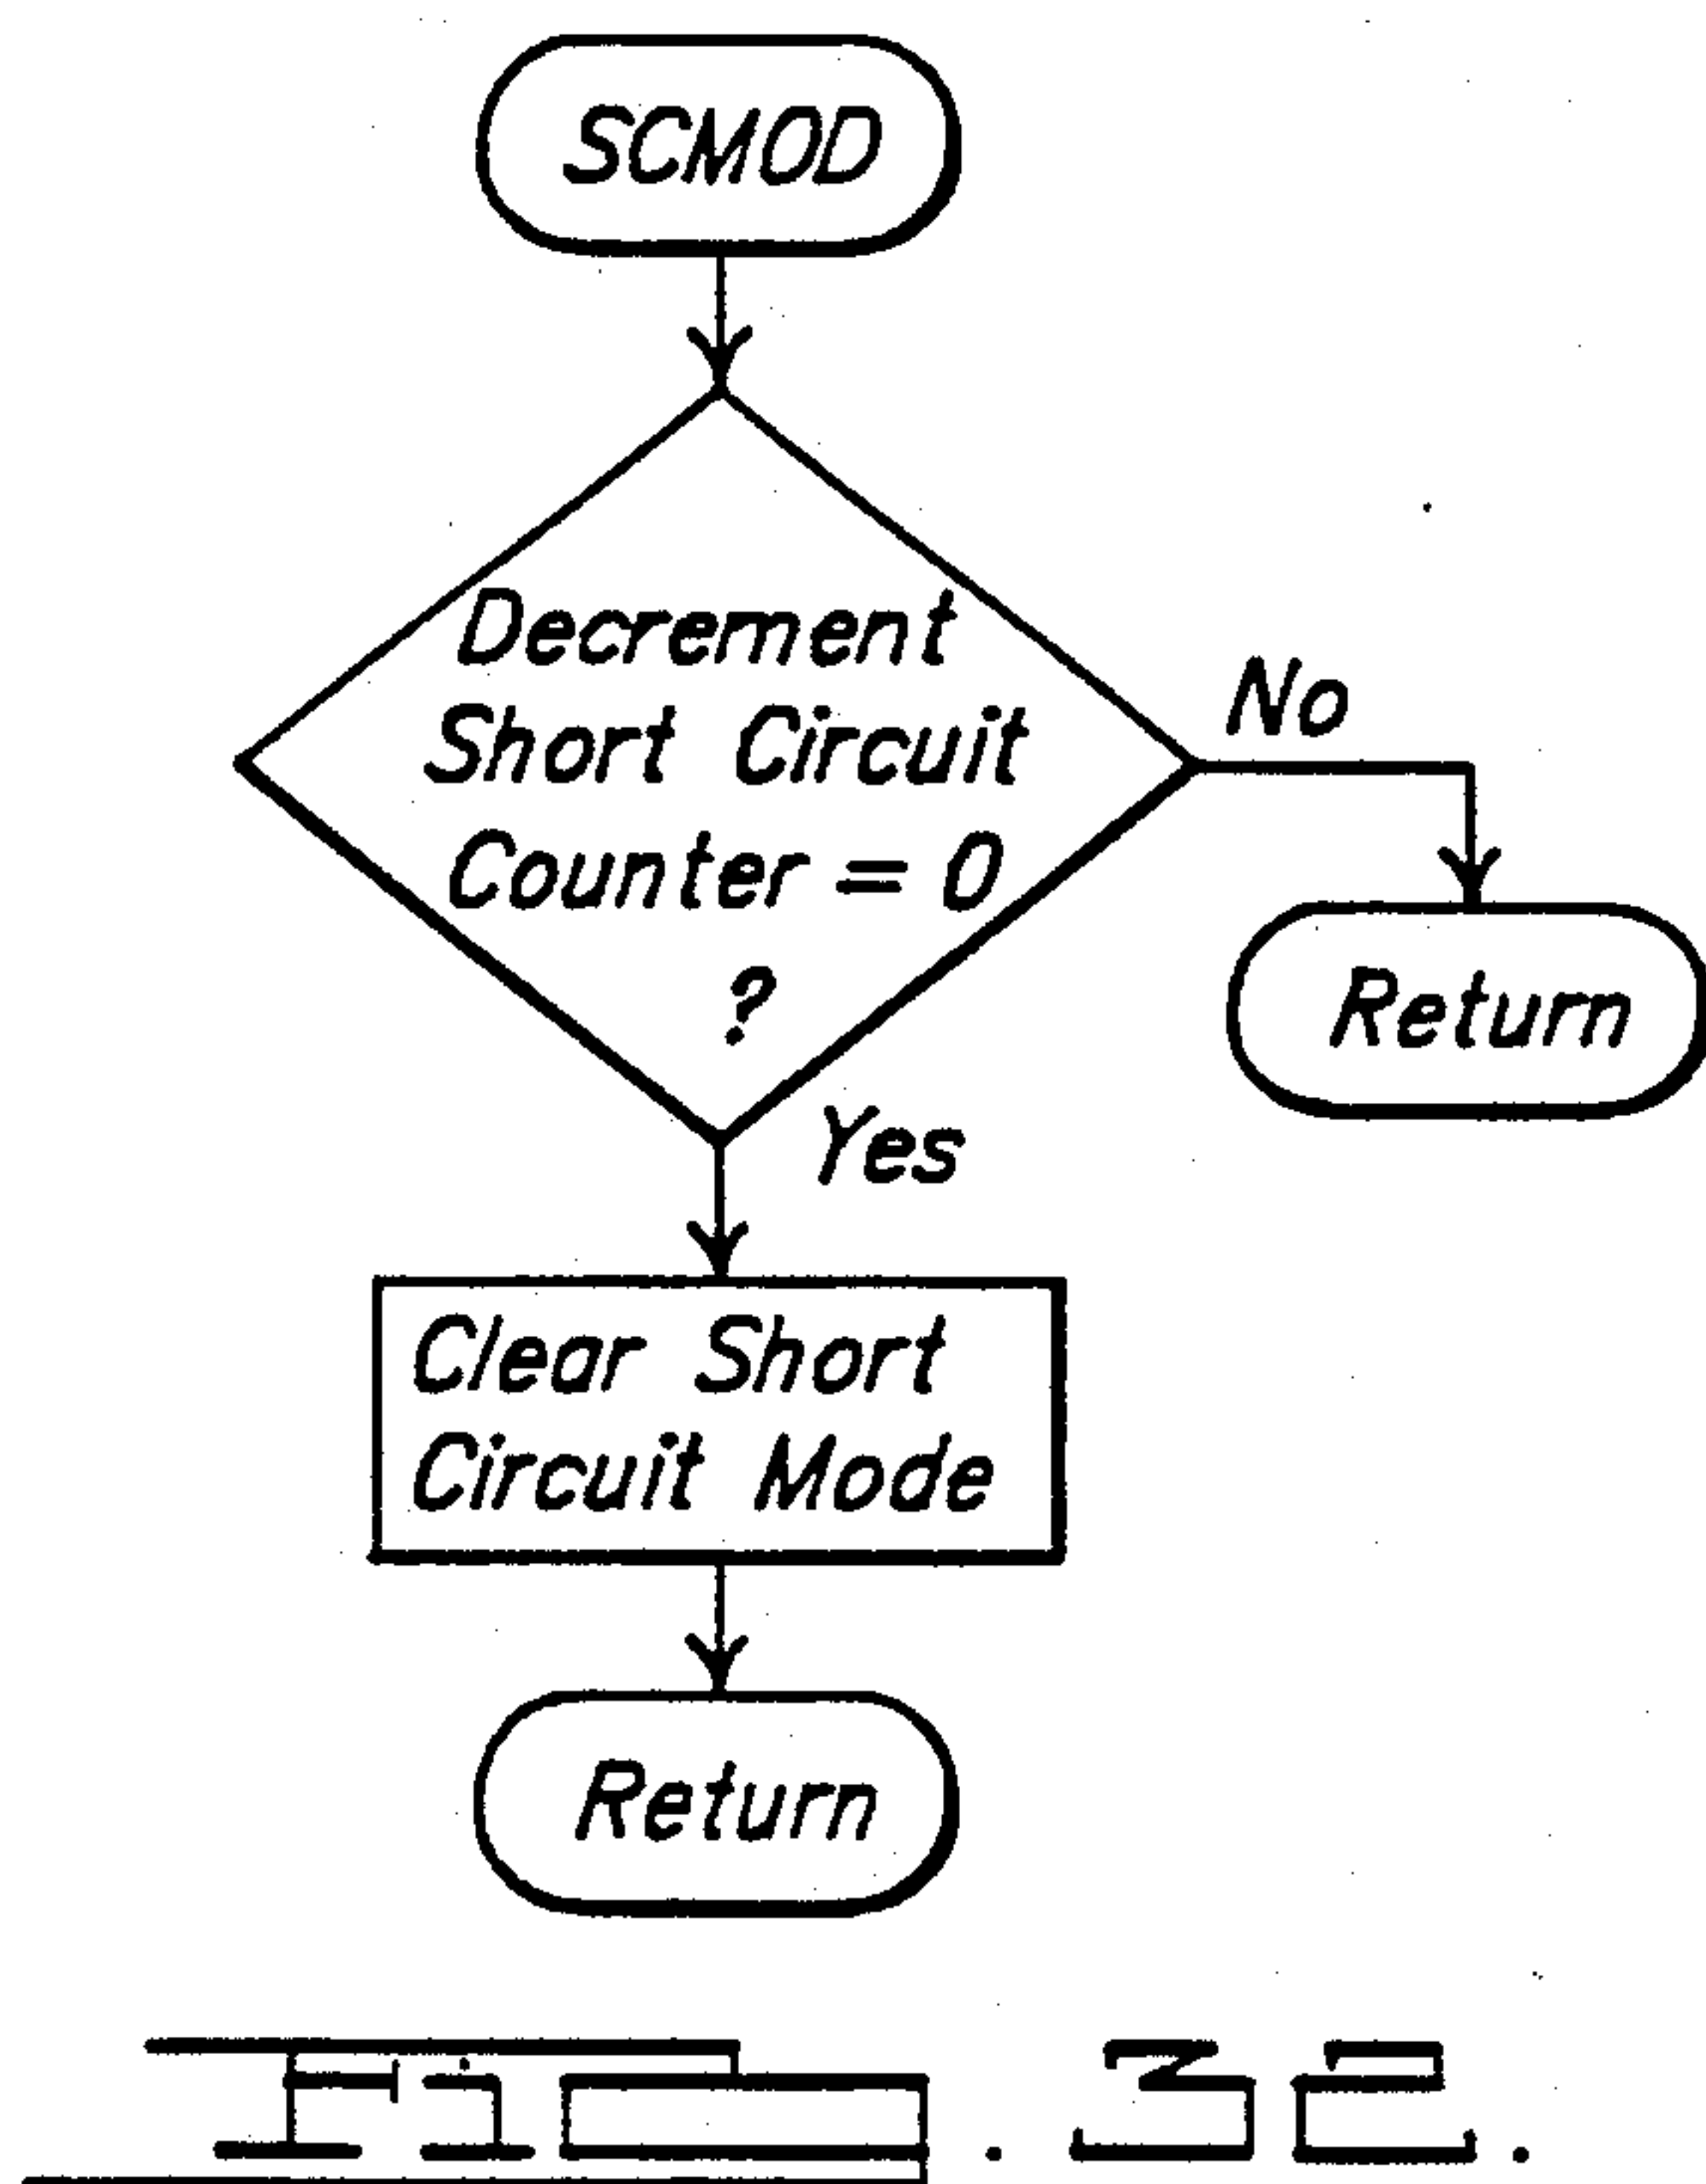 SCMOD
Decrement
Short Circuit
Counter = 0
?
No
Return
Yes
Clear Short
Circuit Mode
Return
Fig. 32.